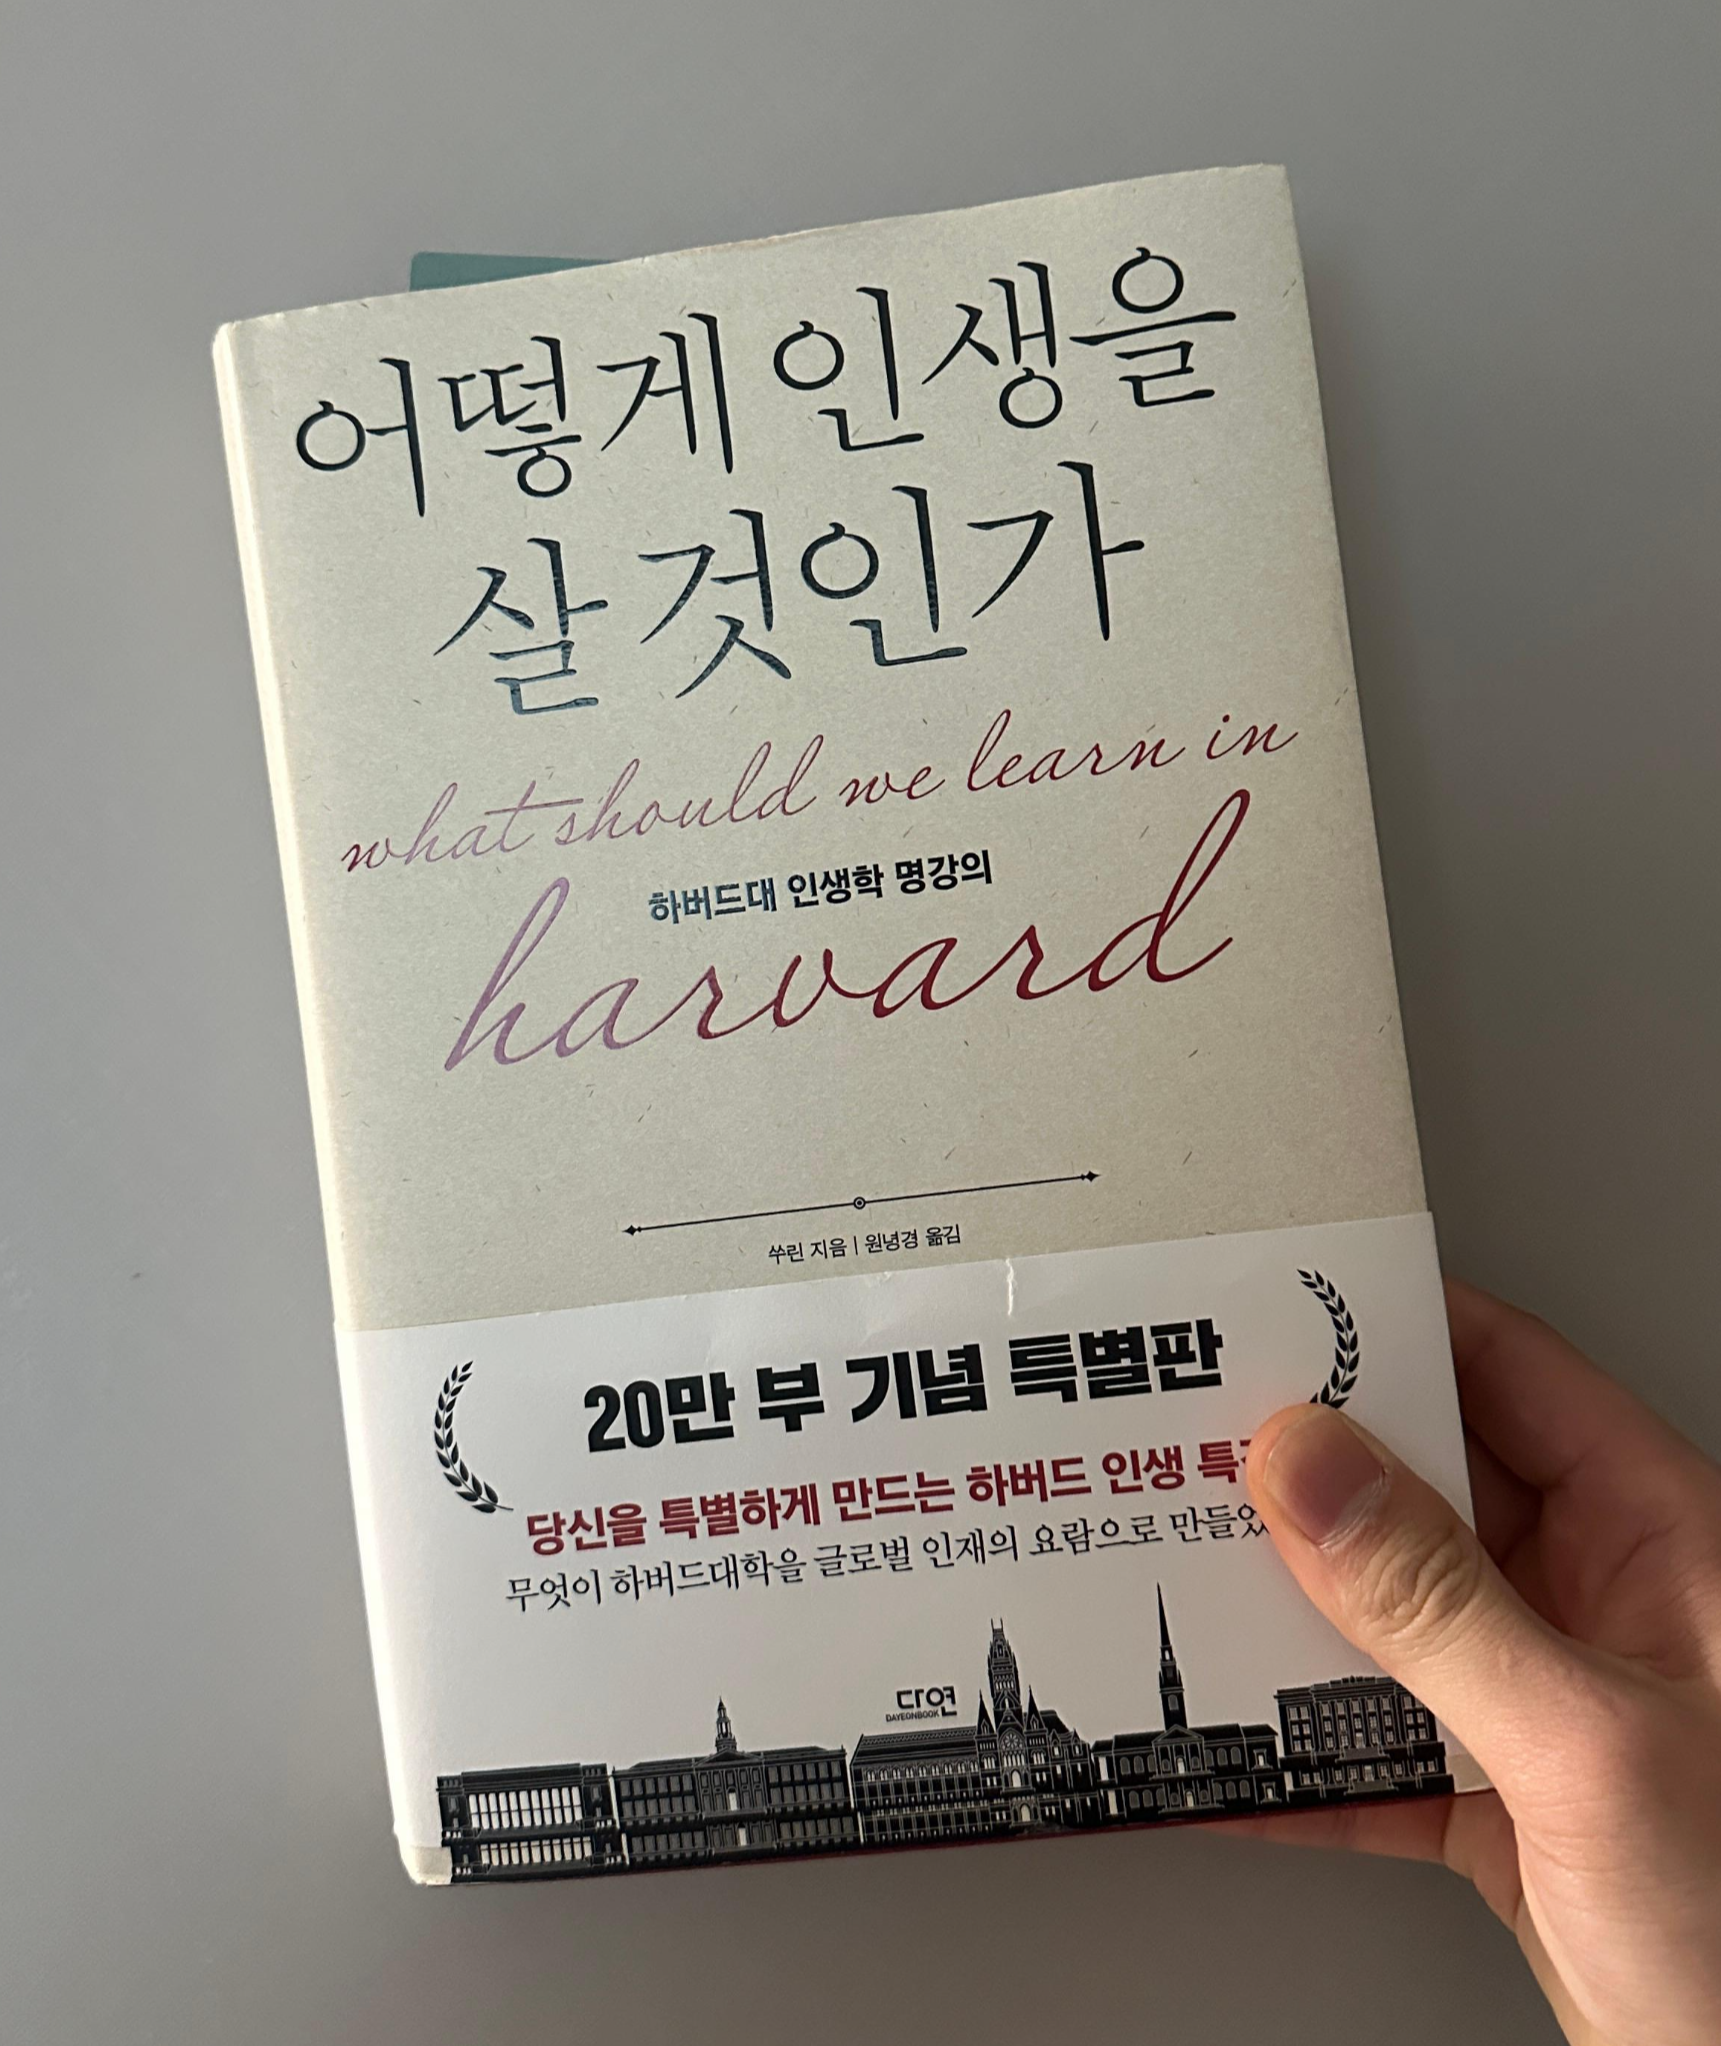 어떻게 인생을
살 것인가
what should we learn in
하버드대 인생학 명강의
harvard
쑤린 지음 | 원녕경 옮김
20만 부 기념 특별판
당신을 특별하게 만드는 하버드 인생
무엇이 하버드대학을 글로벌 인재의 요람으로
다연
DAYEONBOOK